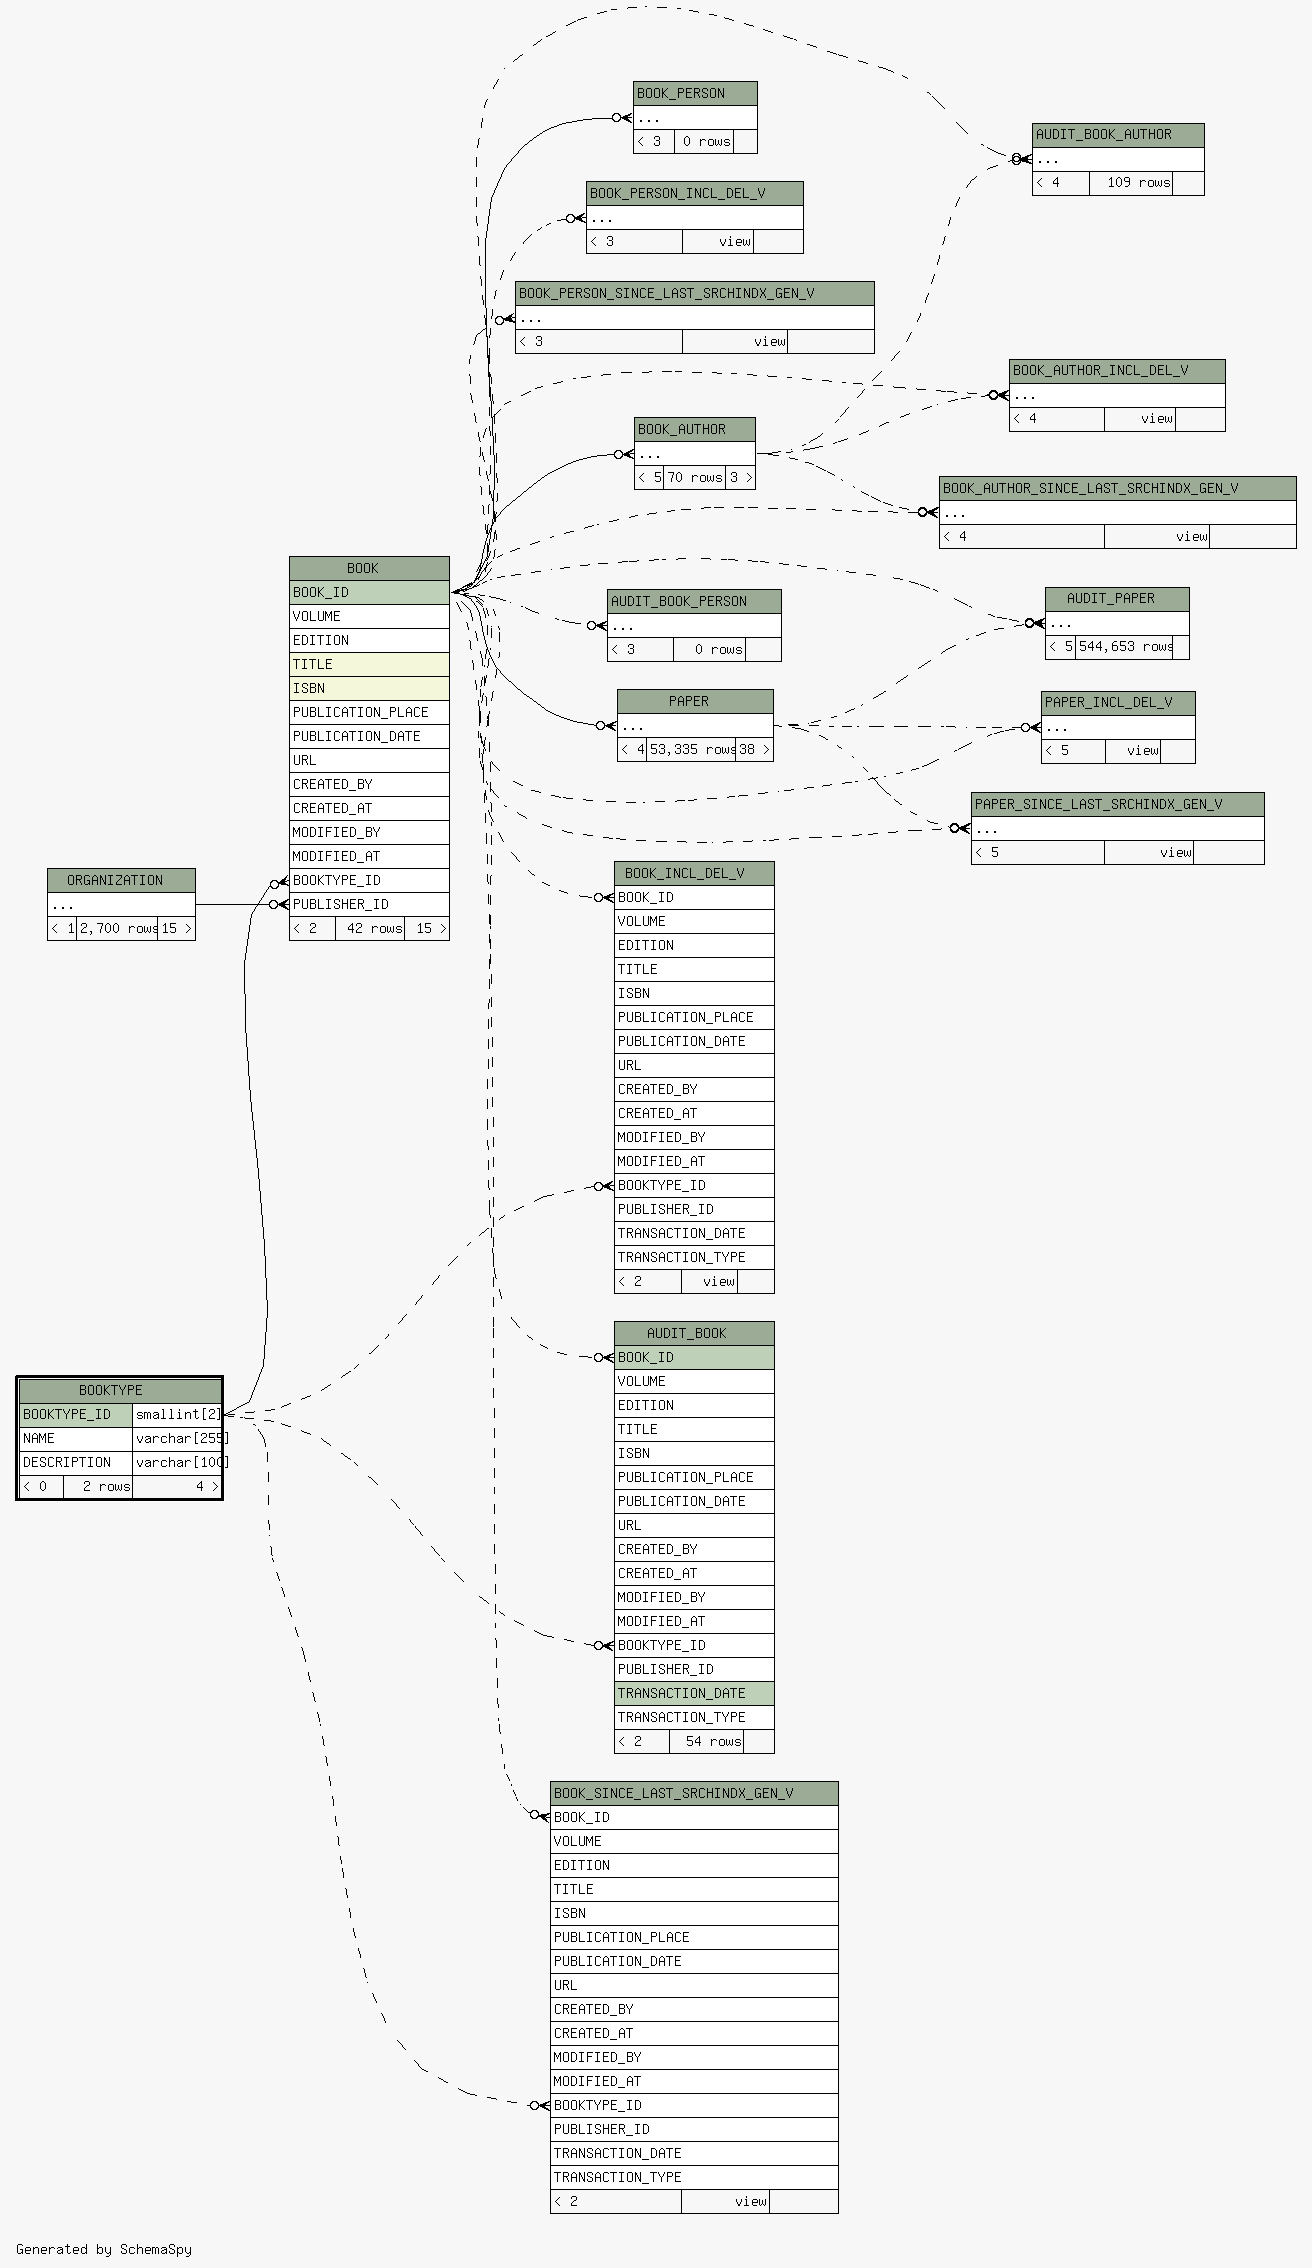 BOOK_PERSON
...
< 3 0 rows
AUDIT_BOOK_AUTHOR
...
< 4 109 rows
BOOK_PERSON_INCL_DEL_V
...
< 3 view
BOOK_PERSON_SINCE_LAST_SRCHINDX_GEN_V
...
< 3 view
BOOK_AUTHOR_INCL_DEL_V
...
< 4 view
BOOK_AUTHOR
...
< 5 70 rows 3 >
BOOK_AUTHOR_SINCE_LAST_SRCHINDX_GEN_V
...
< 4 view
BOOK
BOOK_ID
VOLUME
EDITION
TITLE
ISBN
PUBLICATION_PLACE
PUBLICATION_DATE
URL
CREATED_BY
CREATED_AT
MODIFIED_BY
MODIFIED_AT
BOOKTYPE_ID
PUBLISHER_ID
< 2 42 rows 15 >
AUDIT_BOOK_PERSON
...
< 3 0 rows
AUDIT_PAPER
...
< 5 544,653 rows
PAPER
...
< 4 53,335 rows 38 >
PAPER_INCL_DEL_V
...
< 5 view
PAPER_SINCE_LAST_SRCHINDX_GEN_V
...
< 5 view
ORGANIZATION
...
< 1 2,700 rows 15 >
BOOK_INCL_DEL_V
BOOK_ID
VOLUME
EDITION
TITLE
ISBN
PUBLICATION_PLACE
PUBLICATION_DATE
URL
CREATED_BY
CREATED_AT
MODIFIED_BY
MODIFIED_AT
BOOKTYPE_ID
PUBLISHER_ID
TRANSACTION_DATE
TRANSACTION_TYPE
< 2 view
AUDIT_BOOK
BOOK_ID
VOLUME
EDITION
TITLE
ISBN
PUBLICATION_PLACE
PUBLICATION_DATE
URL
CREATED_BY
CREATED_AT
MODIFIED_BY
MODIFIED_AT
BOOKTYPE_ID
PUBLISHER_ID
TRANSACTION_DATE
TRANSACTION_TYPE
< 2 54 rows
BOOKTYPE
BOOKTYPE_ID smallint[2]
NAME varchar[255]
DESCRIPTION varchar[100]
< 0 2 rows 4 >
BOOK_SINCE_LAST_SRCHINDX_GEN_V
BOOK_ID
VOLUME
EDITION
TITLE
ISBN
PUBLICATION_PLACE
PUBLICATION_DATE
URL
CREATED_BY
CREATED_AT
MODIFIED_BY
MODIFIED_AT
BOOKTYPE_ID
PUBLISHER_ID
TRANSACTION_DATE
TRANSACTION_TYPE
< 2 view
Generated by SchemaSpy